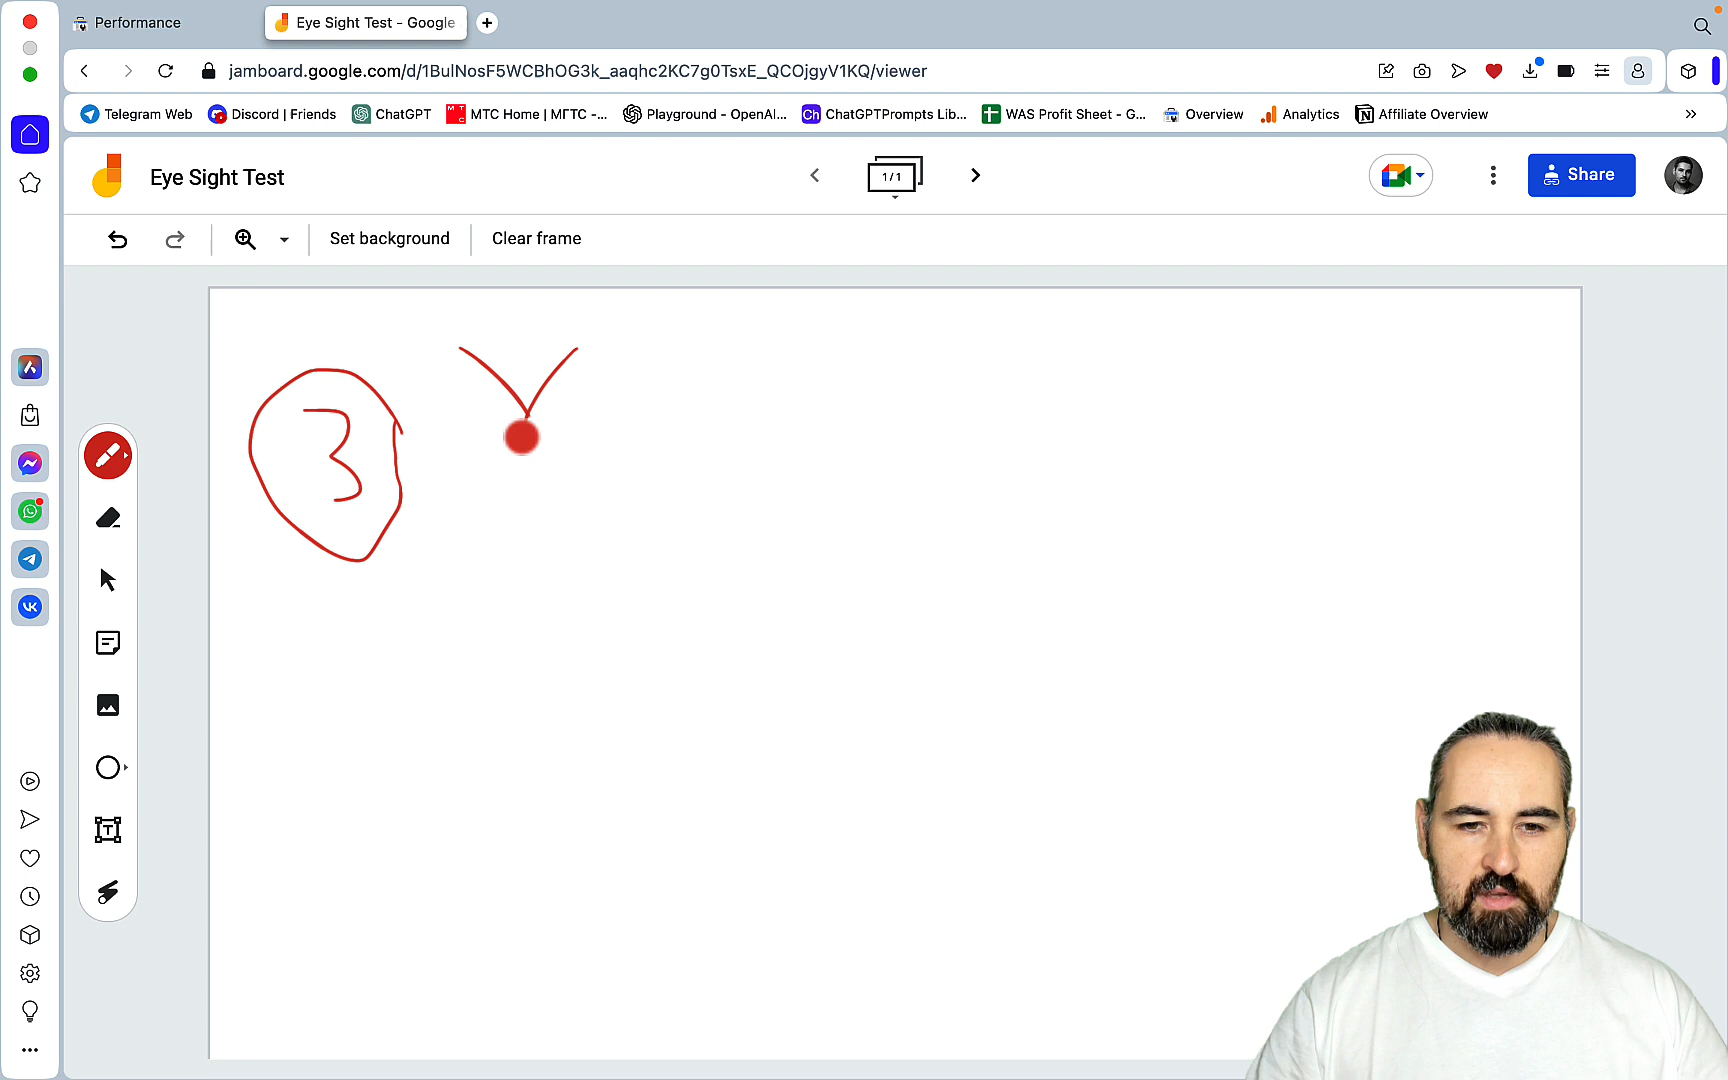 Performance
Eye Sight Test - Google
jamboard.google.com/d/1BulNosF5WCBhOG3k_aaqhc2KC7g0TsxE_QCOjgyV1KQ/viewer
Telegram Web Discord | Friends ChatGPT MTC Home | МГТС -... Playground - OpenAI... Ch ChatGPTPrompts Lib... WAS Profit Sheet - G... Overview Analytics Affiliate Overview
Eye Sight Test
1/1
Share
Set background
Clear frame
3
Y